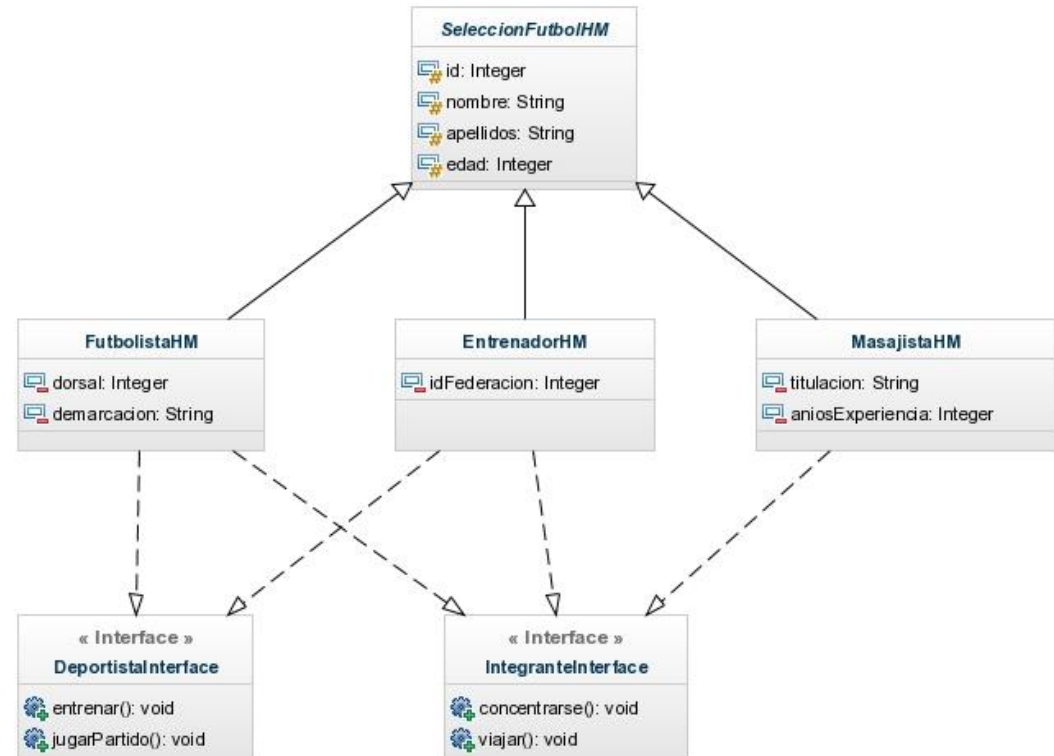 SeleccionFutbolHM
id: Integer
nombre: String
apellidos: String
edad: Integer
FutbolistaHM
dorsal: Integer
demarcacion: String
EntrenadorHM
idFederacion: Integer
MasajistaHM
titulacion: String
aniosExperiencia: Integer
« Interface »
DeportistaInterface
entrenar(): void
jugarPartido(): void
« Interface »
IntegranteInterface
concentrarse(): void
viajar(): void